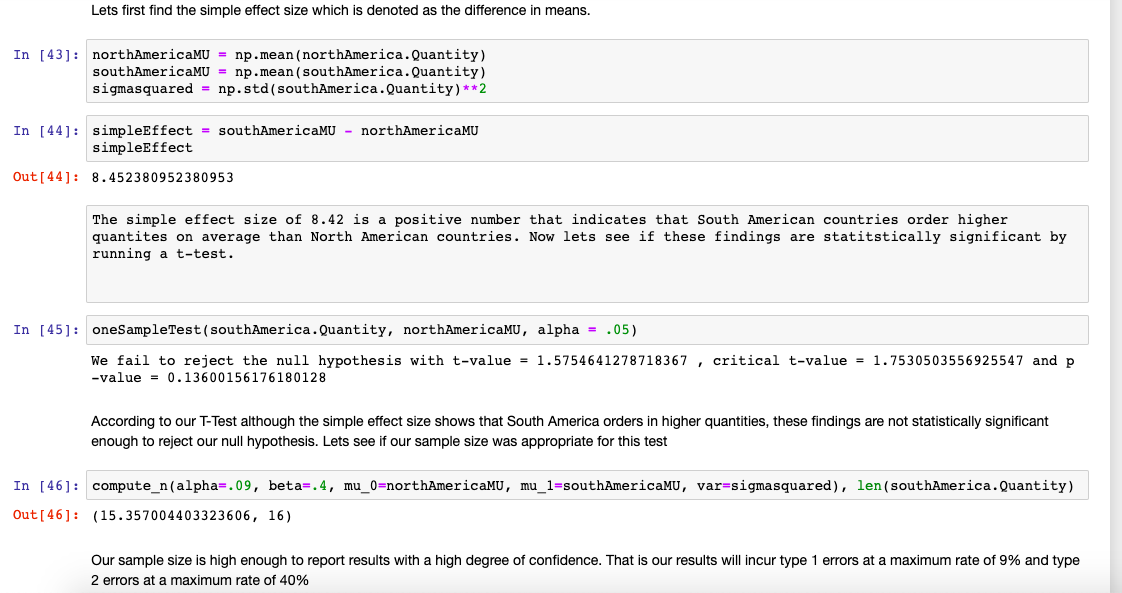 Lets first find the simple effect size which is denoted as the difference in means.
In [43]: northAmericaMU = np.mean(northAmerica.Quantity)
southAmericaMU = np.mean(southAmerica.Quantity)
sigmasquared = np.std(southAmerica.Quantity)**2
In [44]: simpleEffect = southAmericaMU - northAmericaMU
simpleEffect
Out[44]: 8.452380952380953
The simple effect size of 8.42 is a positive number that indicates that South American countries order higher
quantites on average than North American countries. Now lets see if these findings are statitstically significant by
running a t-test.
In [45]: oneSampleTest(southAmerica.Quantity, northAmericaMU, alpha = .05)
We fail to reject the null hypothesis with t-value = 1.5754641278718367 , critical t-value = 1.7530503556925547 and p
-value = 0.13600156176180128
According to our T-Test although the simple effect size shows that South America orders in higher quantities, these findings are not statistically significant
enough to reject our null hypothesis. Lets see if our sample size was appropriate for this test
In [46]: compute_n(alpha=.09, beta=.4, mu_0=northAmericaMU, mu_1=southAmericaMU, var=sigmasquared), len(southAmerica.Quantity)
Out[46]: (15.357004403323606, 16)
Our sample size is high enough to report results with a high degree of confidence. That is our results will incur type 1 errors at a maximum rate of 9% and type
2 errors at a maximum rate of 40%